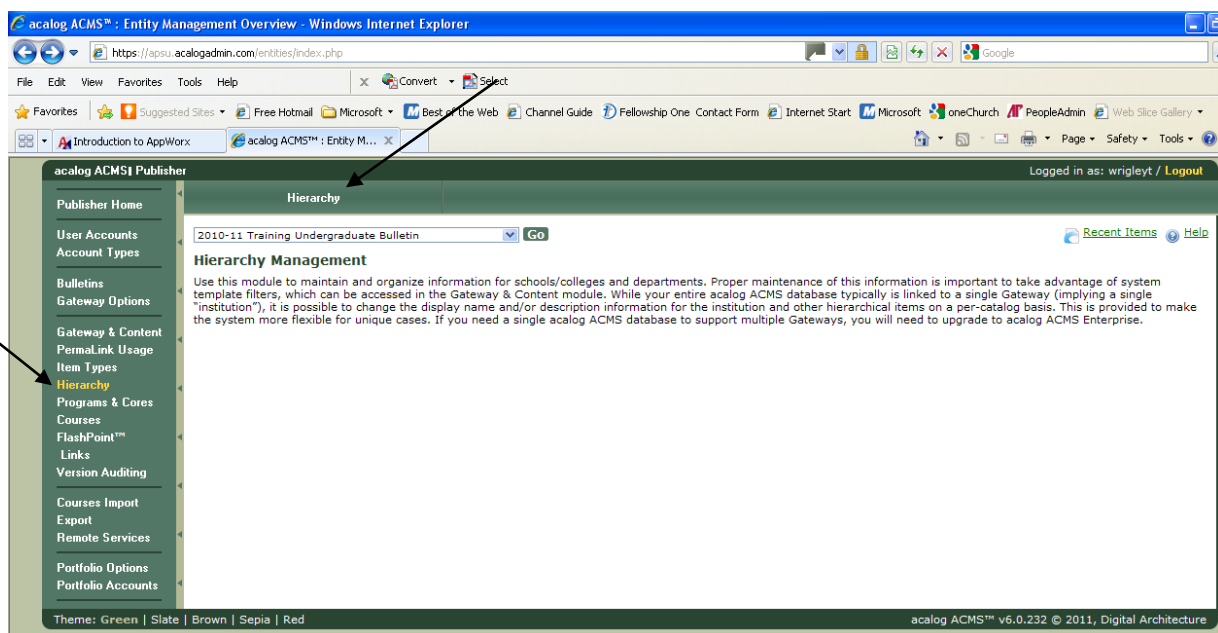 acalog ACMS™ : Entity Management Overview - Windows Internet Explorer
https://apsu.acalogadmin.com/entities/index.php
Google
File Edit View Favorites Tools Help
x Convert Select
Favorites Suggested Sites Free Hotmail Microsoft Best of the Web Channel Guide Fellowship One Contact Form Internet Start Microsoft oneChurch PeopleAdmin Web Slice Gallery
Introduction to AppWorx
acalog ACMS™ : Entity M... x
Page Safety Tools
acalog ACMS Publisher
Logged in as: wrigleyt / Logout
Publisher Home
Hierarchy
User Accounts
Account Types
Bulletins
Gateway Options
Gateway & Content
PermaLink Usage
Item Types
Hierarchy
Programs & Cores
Courses
FlashPoint™
Links
Version Auditing
Courses Import
Export
Remote Services
Portfolio Options
Portfolio Accounts
2010-11 Training Undergraduate Bulletin Go
Recent Items Help
Hierarchy Management
Use this module to maintain and organize information for schools/colleges and departments. Proper maintenance of this information is important to take advantage of system
template filters, which can be accessed in the Gateway & Content module. While your entire acalog ACMS database typically is linked to a single Gateway (implying a single
"institution"), it is possible to change the display name and/or description information for the institution and other hierarchical items on a per-catalog basis. This is provided to make
the system more flexible for unique cases. If you need a single acalog ACMS database to support multiple Gateways, you will need to upgrade to acalog ACMS Enterprise.
Theme: Green | Slate | Brown | Sepia | Red
acalog ACMS™ v6.0.232 © 2011, Digital Architecture